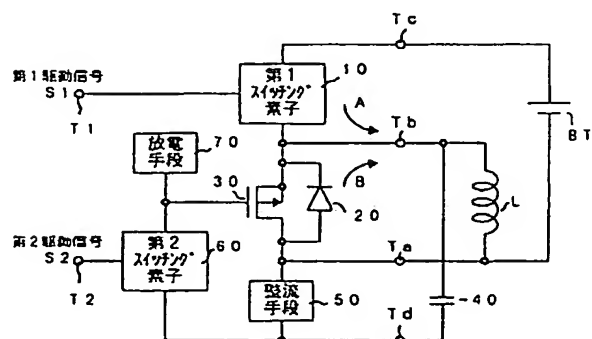 Tc
第1駆動信号
S1
T1
第1
スイッチング
素子
10
A
Tb
BT
放電
手段
70
30
B
20
L
第2駆動信号
S2
T2
第2
スイッチング
素子
60
Ta
整流
手段
50
Td
40